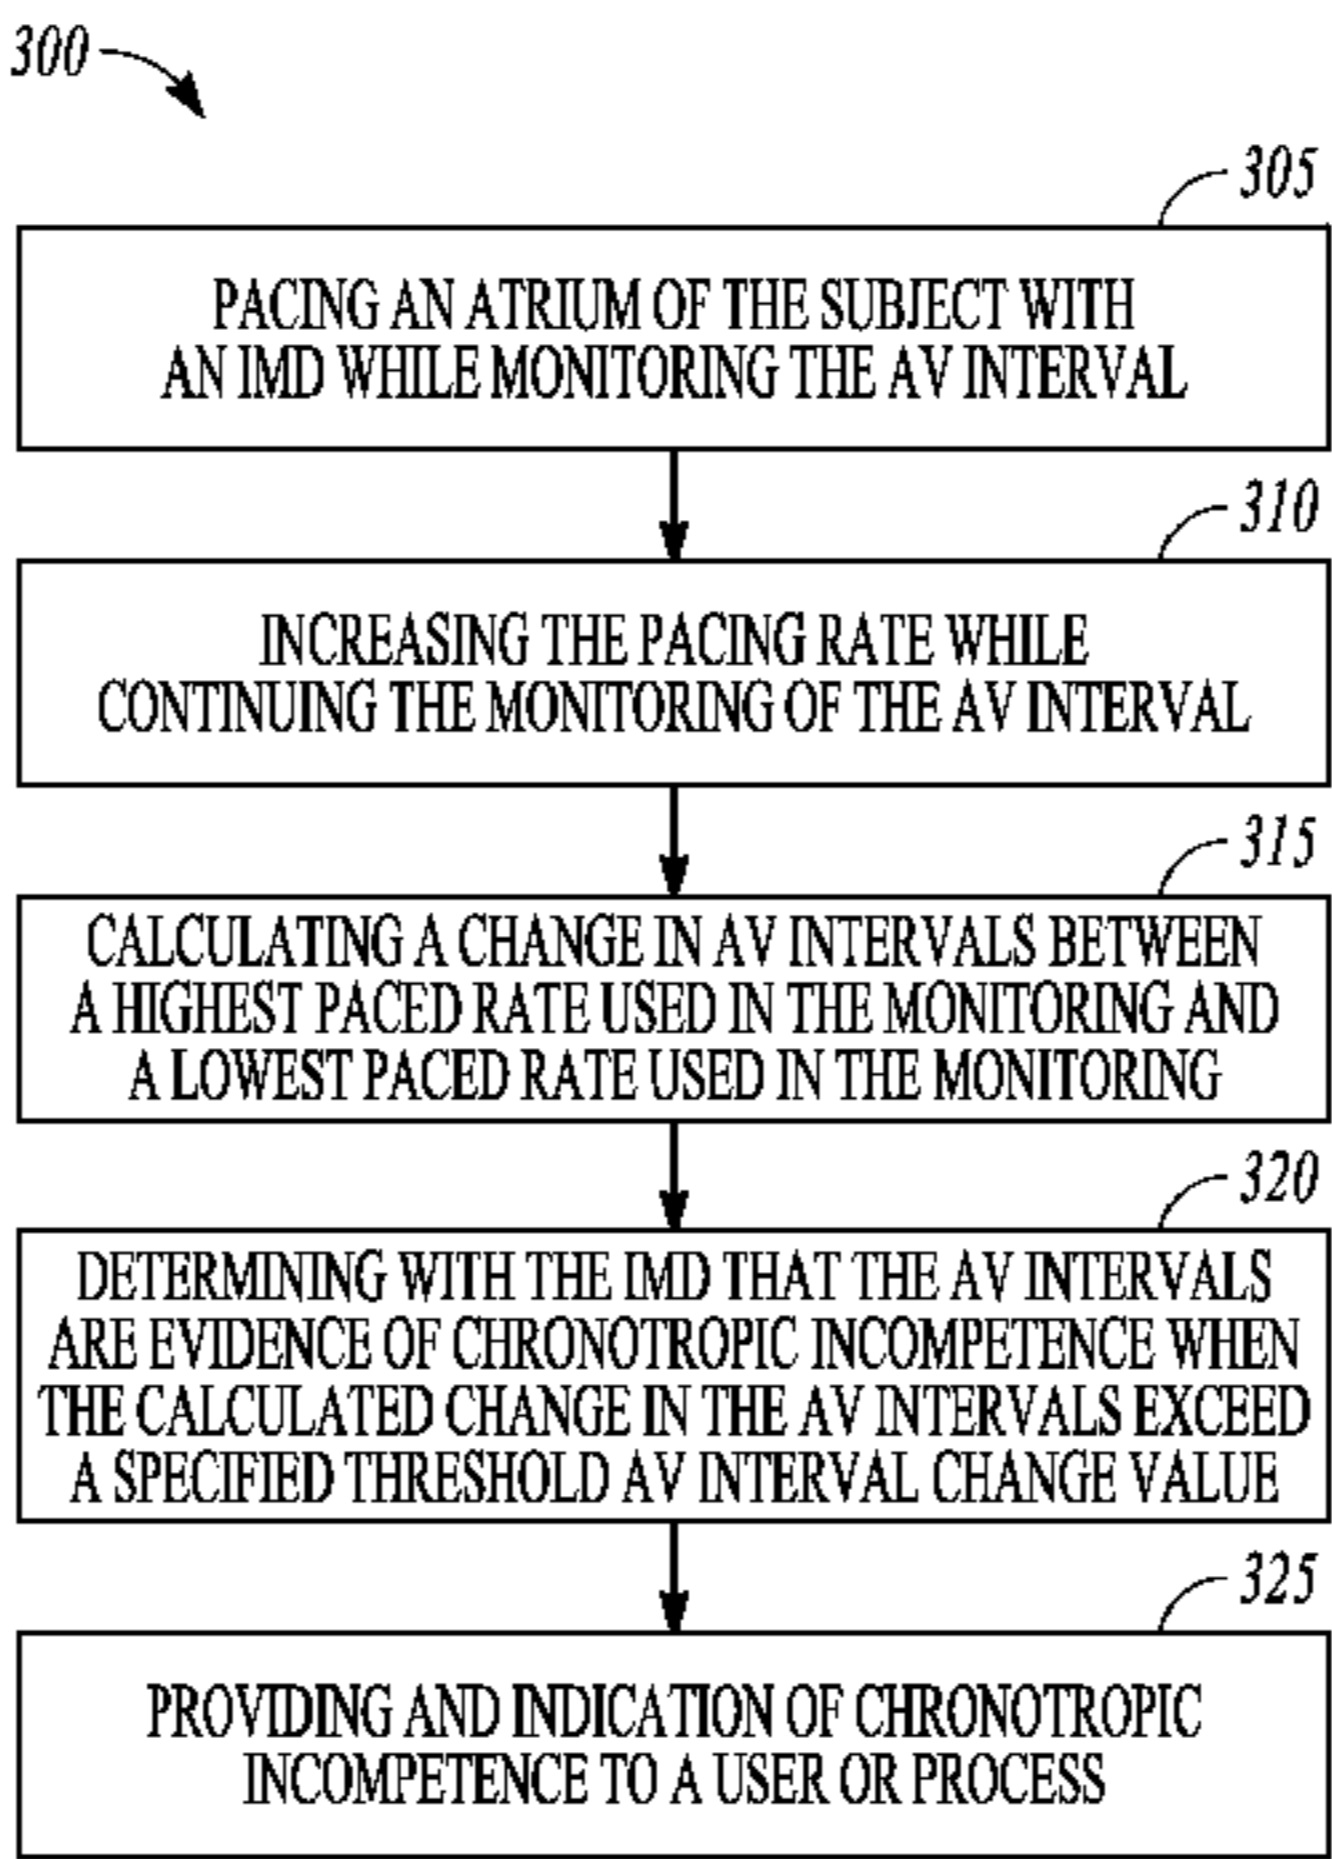 300
305
PACING AN ATRIUM OF THE SUBJECT WITH
AN IMD WHILE MONITORING THE AV INTERVAL
310
INCREASING THE PACING RATE WHILE
CONTINUING THE MONITORING OF THE AV INTERVAL
315
CALCULATING A CHANGE IN AV INTERVALS BETWEEN
A HIGHEST PACED RATE USED IN THE MONITORING AND
A LOWEST PACED RATE USED IN THE MONITORING
320
DETERMINING WITH THE IMD THAT THE AV INTERVALS
ARE EVIDENCE OF CHRONOTROPIC INCOMPETENCE WHEN
THE CALCULATED CHANGE IN THE AV INTERVALS EXCEED
A SPECIFIED THRESHOLD AV INTERVAL CHANGE VALUE
325
PROVIDING AND INDICATION OF CHRONOTROPIC
INCOMPETENCE TO A USER OR PROCESS